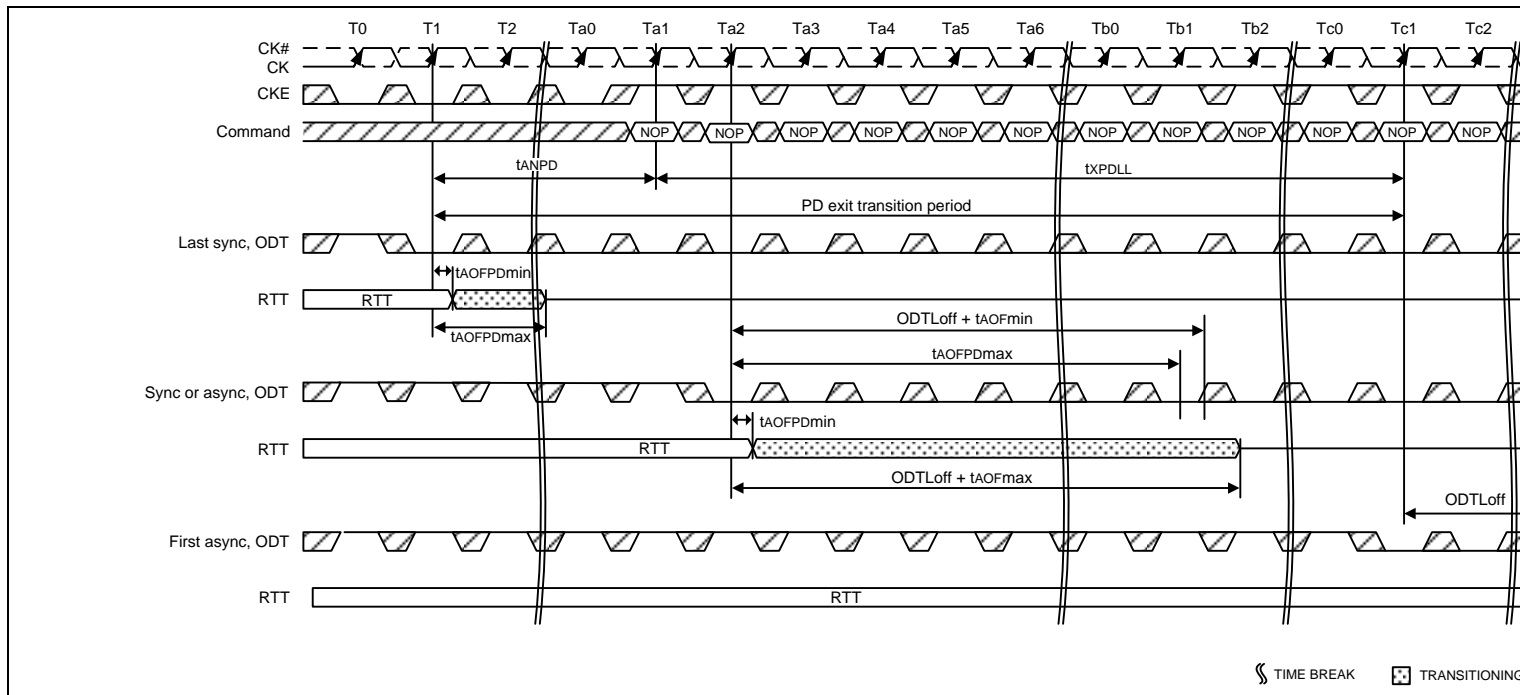 T0 T1 T2 Ta0 Ta1 Ta2 Ta3 Ta4 Ta5 Ta6 Tb0 Tb1 Tb2 Tc0 Tc1 Tc2
CK#
CK
CKE
Command NOP NOP NOP NOP NOP NOP NOP NOP NOP NOP NOP NOP
tANPD tXPDLL
PD exit transition period
Last sync, ODT
tAOFPDmin
RTT RTT
tAOFPDmax
ODTLoff + tAOFmin
tAOFPDmax
Sync or async, ODT
tAOFPDmin
RTT RTT
ODTLoff + tAOFmax
ODTLoff
First async, ODT
RTT RTT
TIME BREAK TRANSITIONING